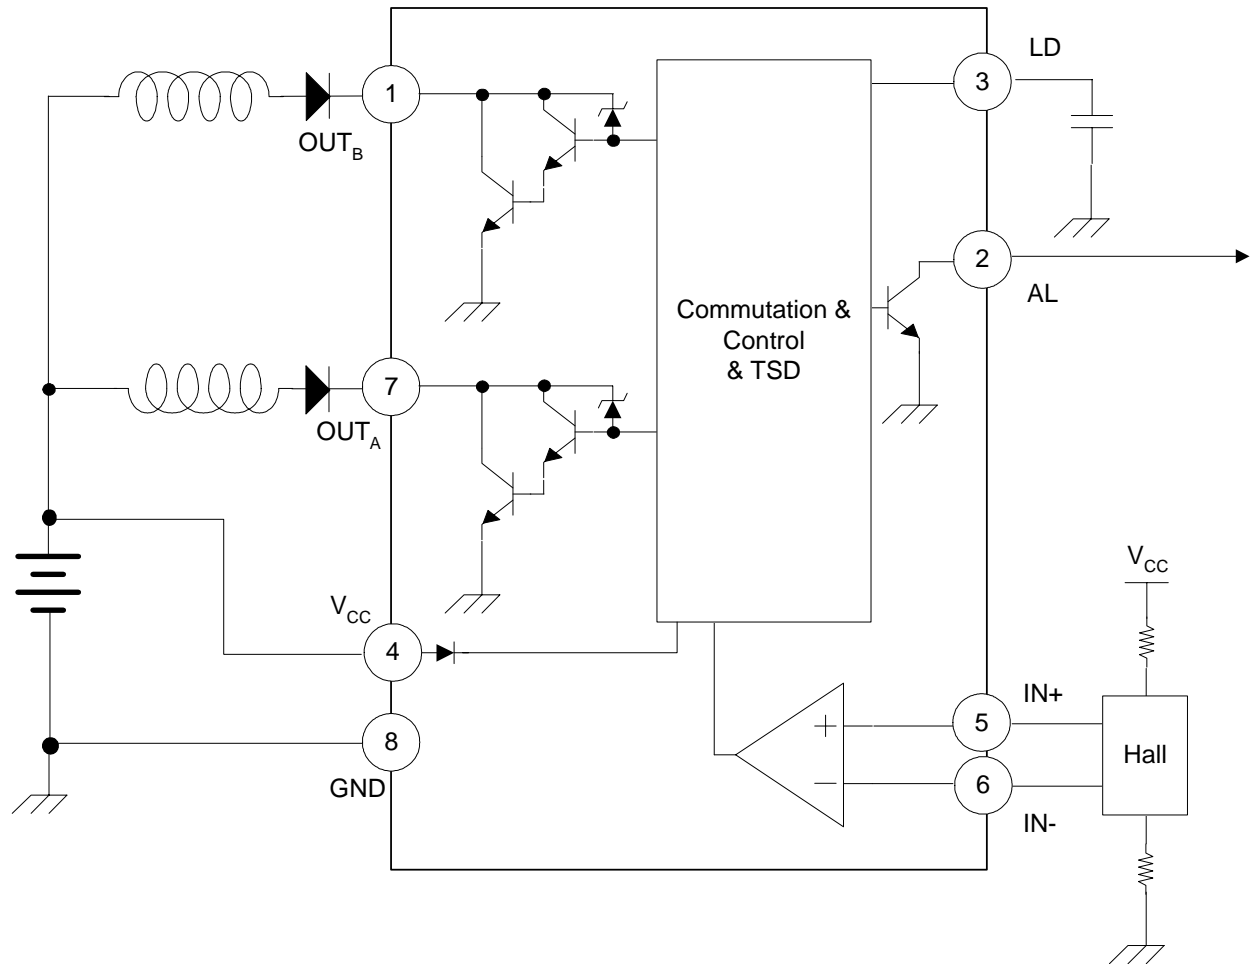 LD
3
1
OUTB
2
AL
Commutation &
Control
& TSD
7
OUTA
VCC
4
VCC
IN+
5
8
GND
Hall
6
IN-